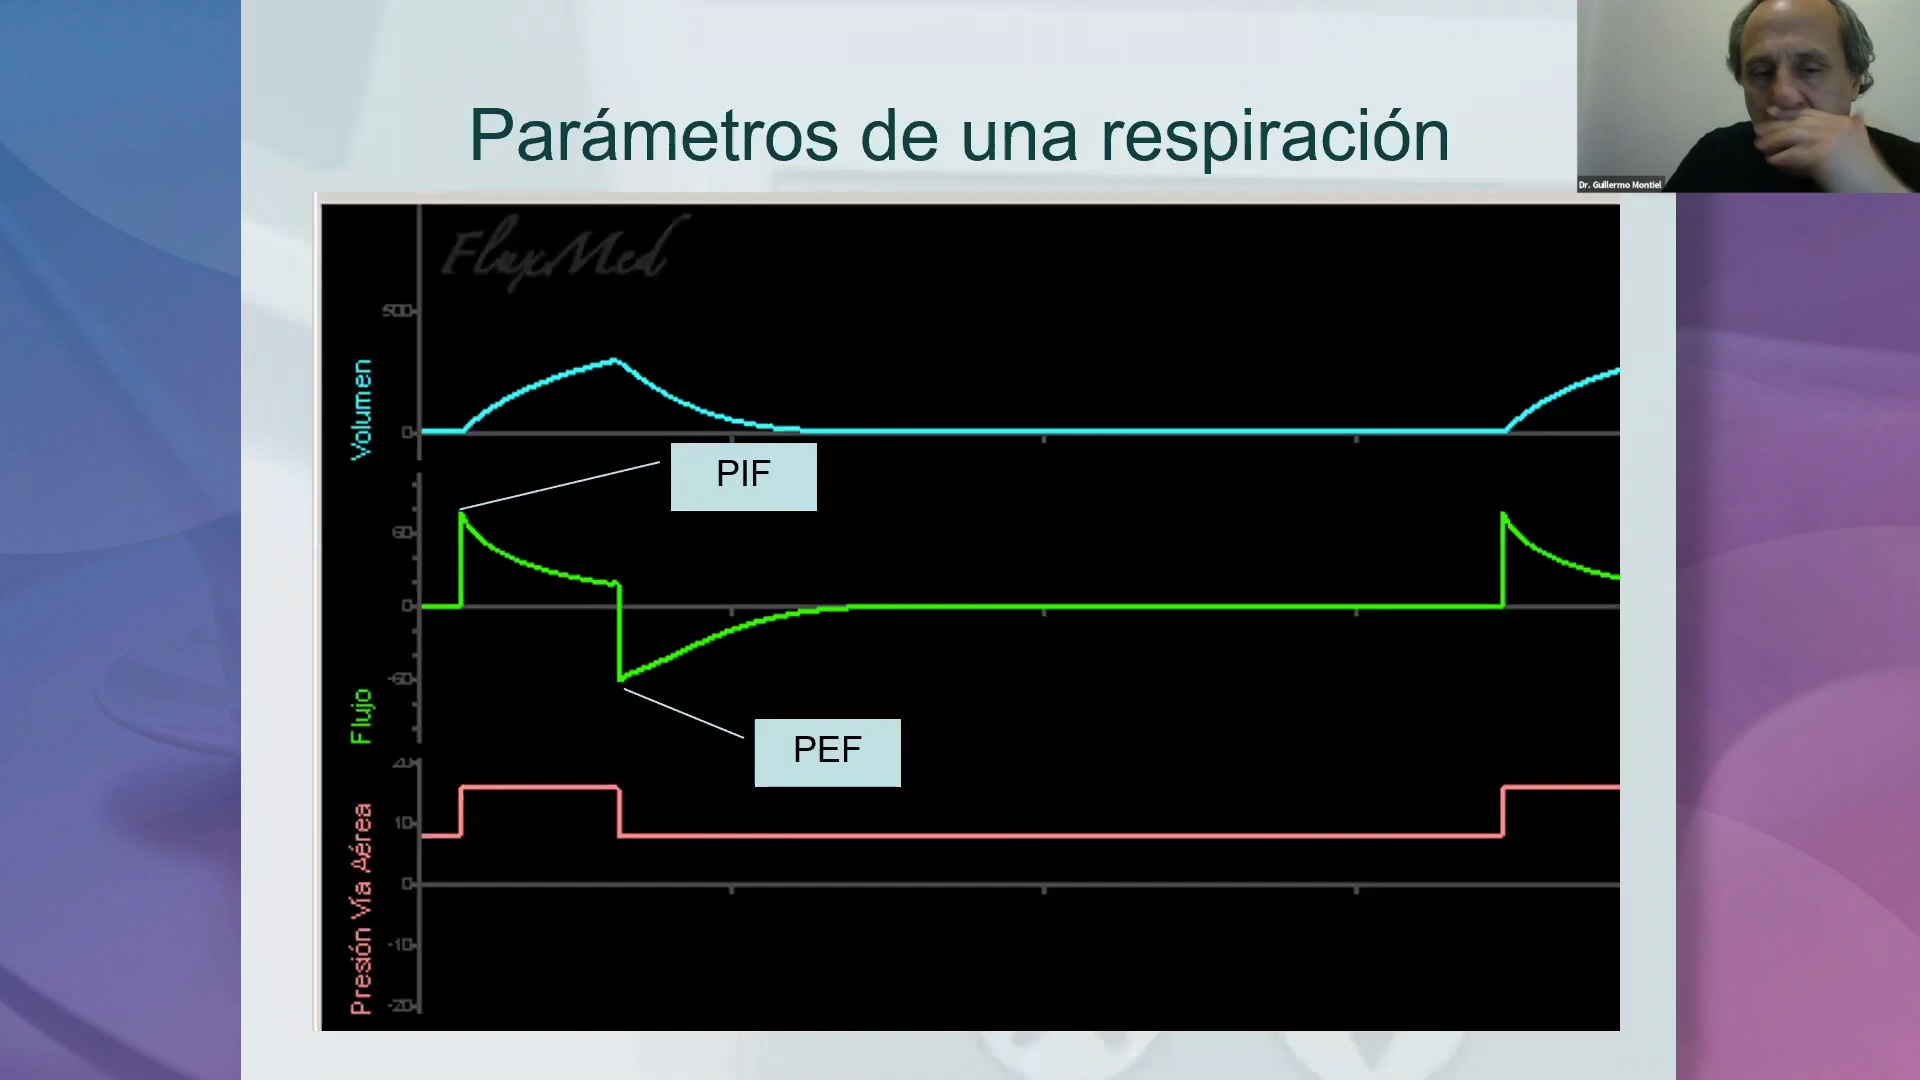 Parámetros de una respiración
Dr. Guillermo Montiel
FluxMed
500
Volumen
0
PIF
60
0
-60
Flujo
PEF
20
10
Presión Vía Aérea
0
-10
-20